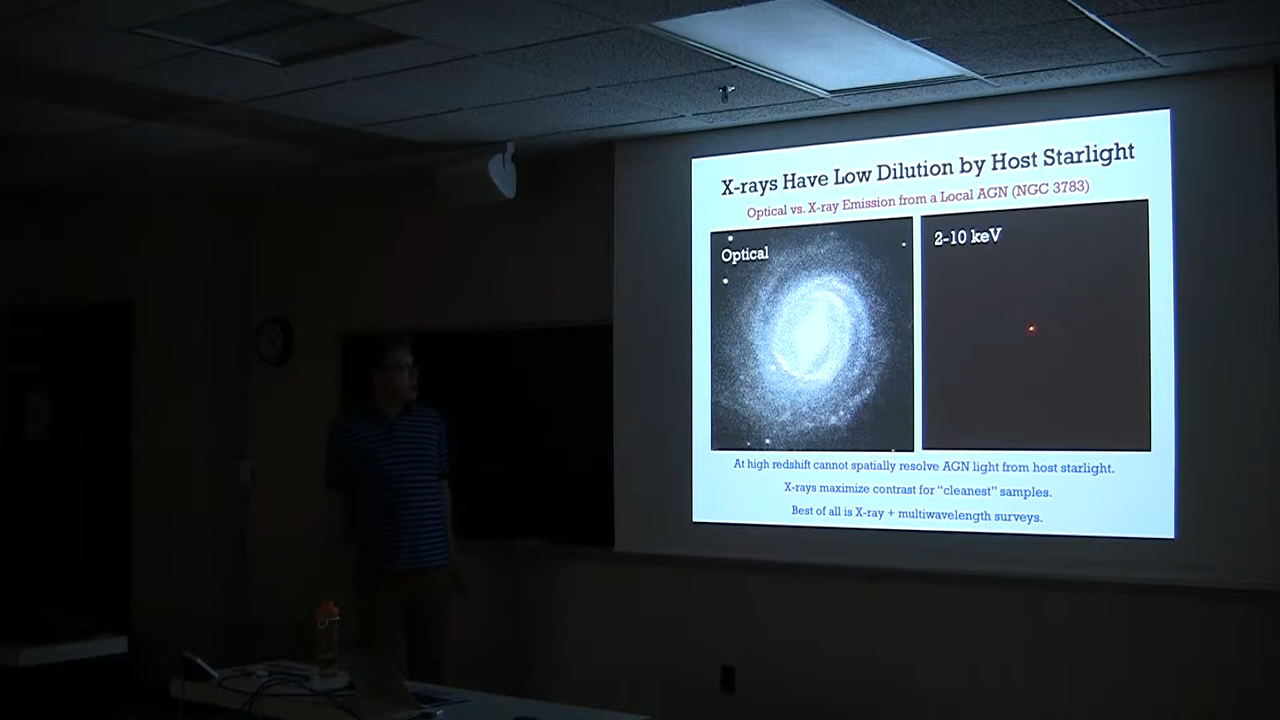 X-rays Have Low Dilution by Host Starlight
Optical vs. X-ray Emission from a Local AGN (NGC 3783)
Optical
2-10 keV
At high redshift cannot spatially resolve AGN light from host starlight.
X-rays maximize contrast for “cleanest” samples.
Best of all is X-ray + multiwavelength surveys.